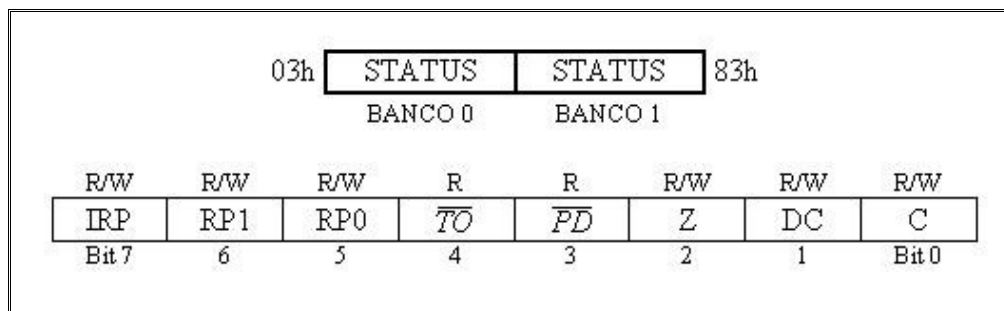 03h STATUS STATUS 83h
BANCO 0 BANCO 1
R/W R/W R/W R R R/W R/W R/W
IRP RP1 RP0 TO PD Z DC C
Bit 7 6 5 4 3 2 1 Bit 0